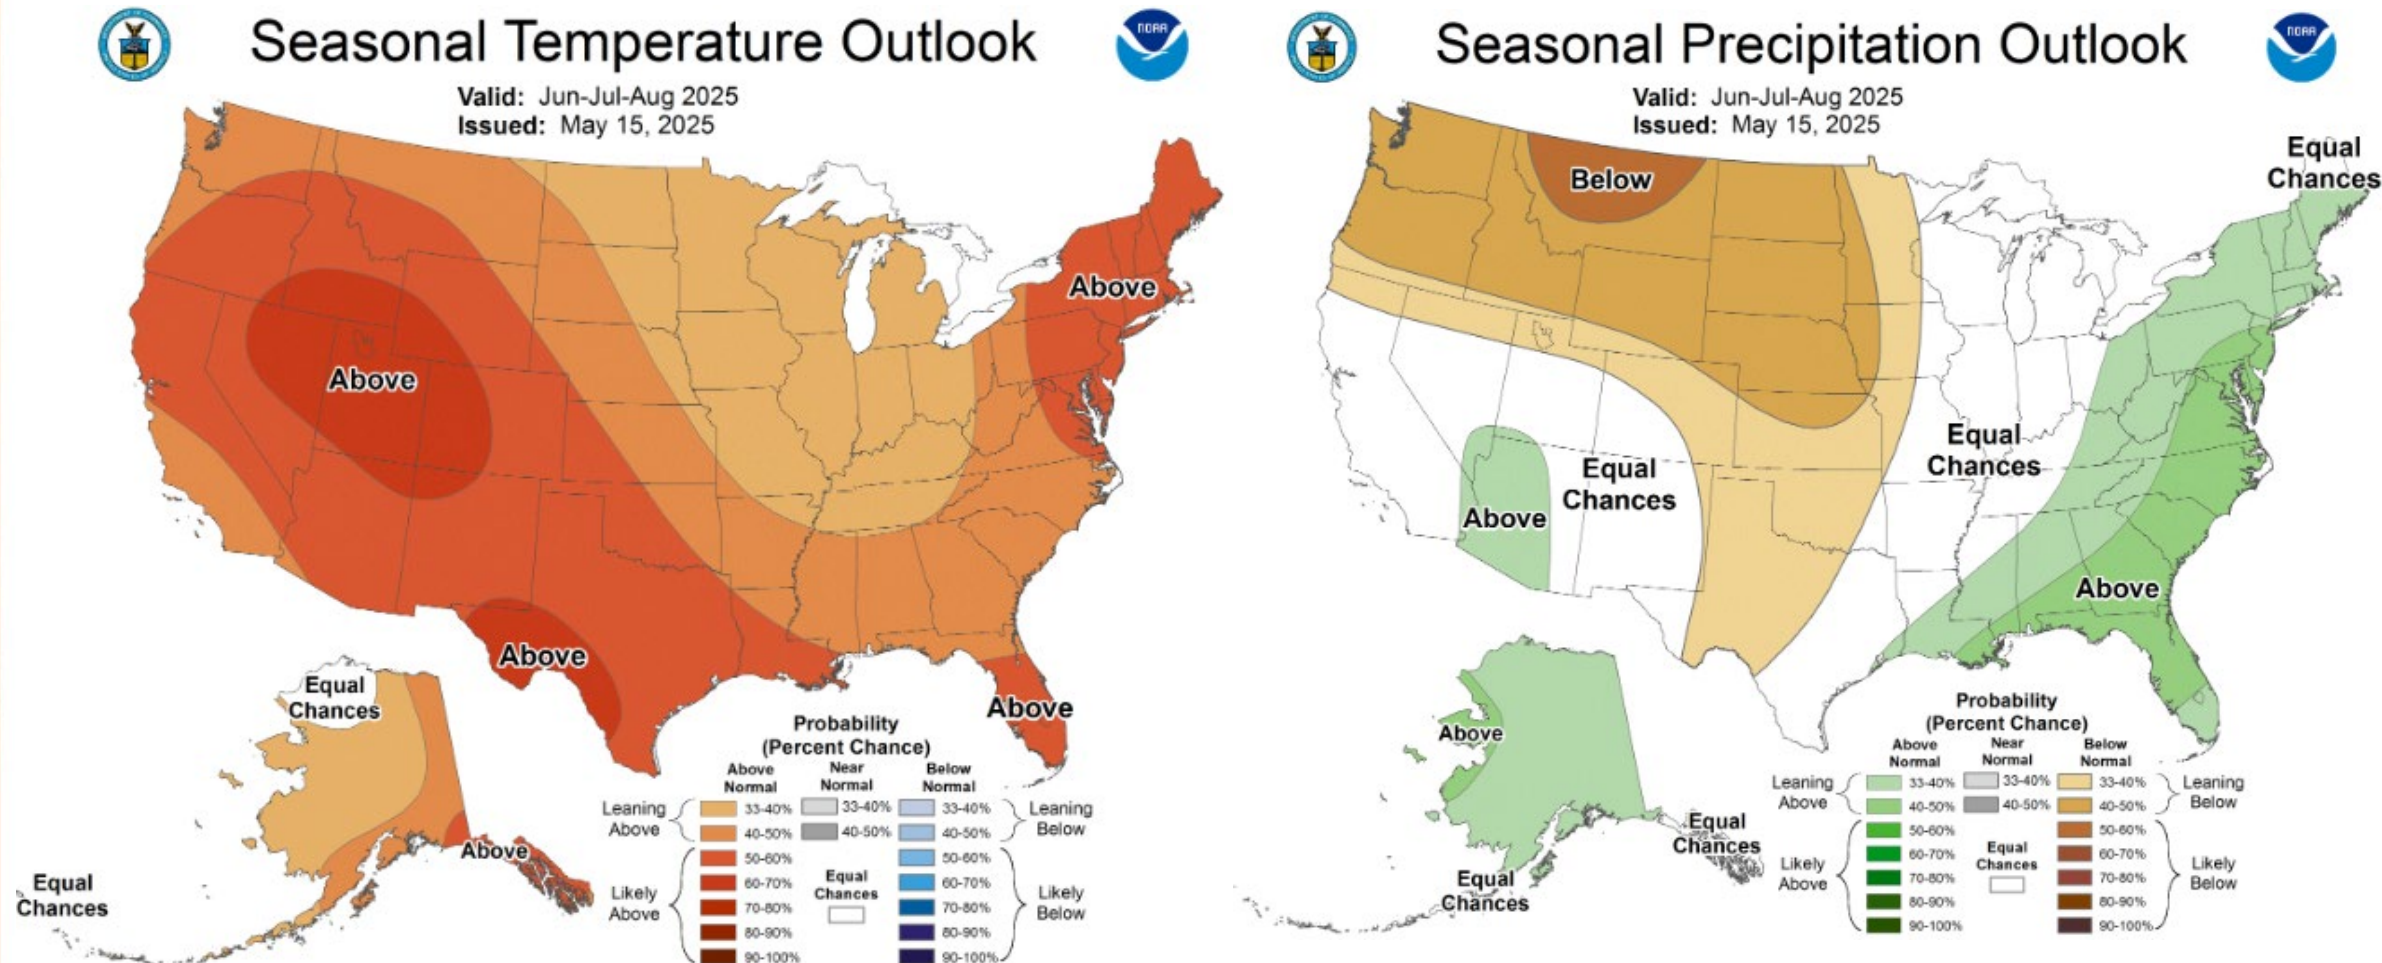 Seasonal Temperature Outlook
NOAA
Valid: Jun-Jul-Aug 2025
Issued: May 15, 2025
Above
Above
Above
Above
Equal
Chances
Above
Equal
Chances
Probability
(Percent Chance)
Above
Normal
Near
Normal
Below
Normal
Leaning
Above
33-40%
33-40%
33-40%
40-50%
40-50%
40-50%
Leaning
Below
Likely
Above
50-60%
50-60%
60-70%
60-70%
70-80%
70-80%
80-90%
80-90%
90-100%
90-100%
Equal
Chances
Likely
Below
Seasonal Precipitation Outlook
NOAA
Valid: Jun-Jul-Aug 2025
Issued: May 15, 2025
Equal
Chances
Below
Equal
Chances
Equal
Chances
Above
Above
Above
Equal
Chances
Equal
Chances
Probability
(Percent Chance)
Above
Normal
Near
Normal
Below
Normal
Leaning
Above
33-40%
33-40%
33-40%
40-50%
40-50%
40-50%
Leaning
Below
Likely
Above
50-60%
50-60%
60-70%
60-70%
70-80%
70-80%
80-90%
80-90%
90-100%
90-100%
Equal
Chances
Likely
Below